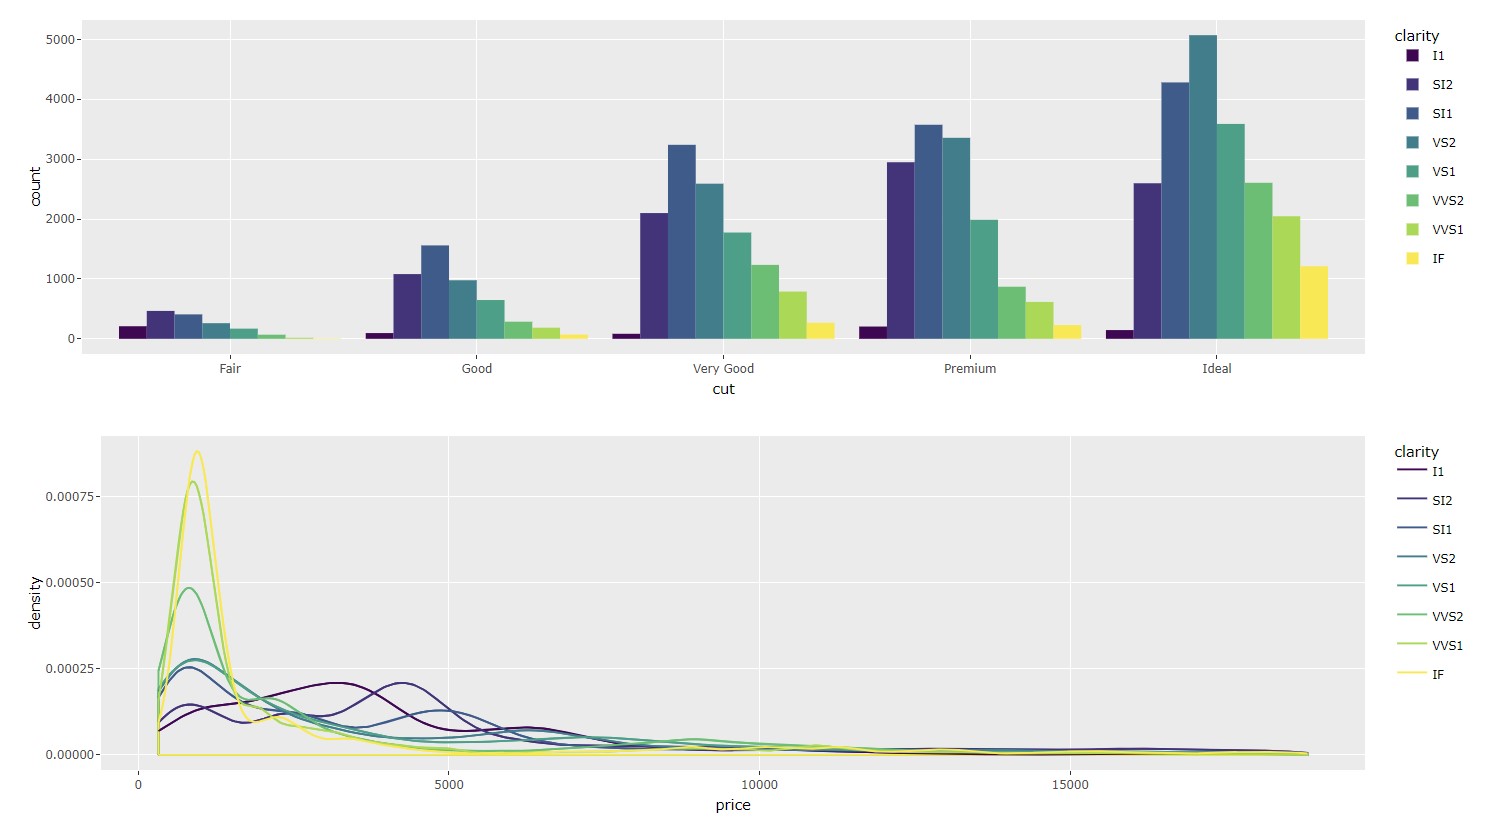 5000
4000
3000
2000
1000
0
count
Fair Good Very Good Premium Ideal
cut
clarity
I1
SI2
SI1
VS2
VS1
VVS2
VVS1
IF
0.00075
0.00050
0.00025
0.00000
density
0 5000 10000 15000
price
clarity
I1
SI2
SI1
VS2
VS1
VVS2
VVS1
IF